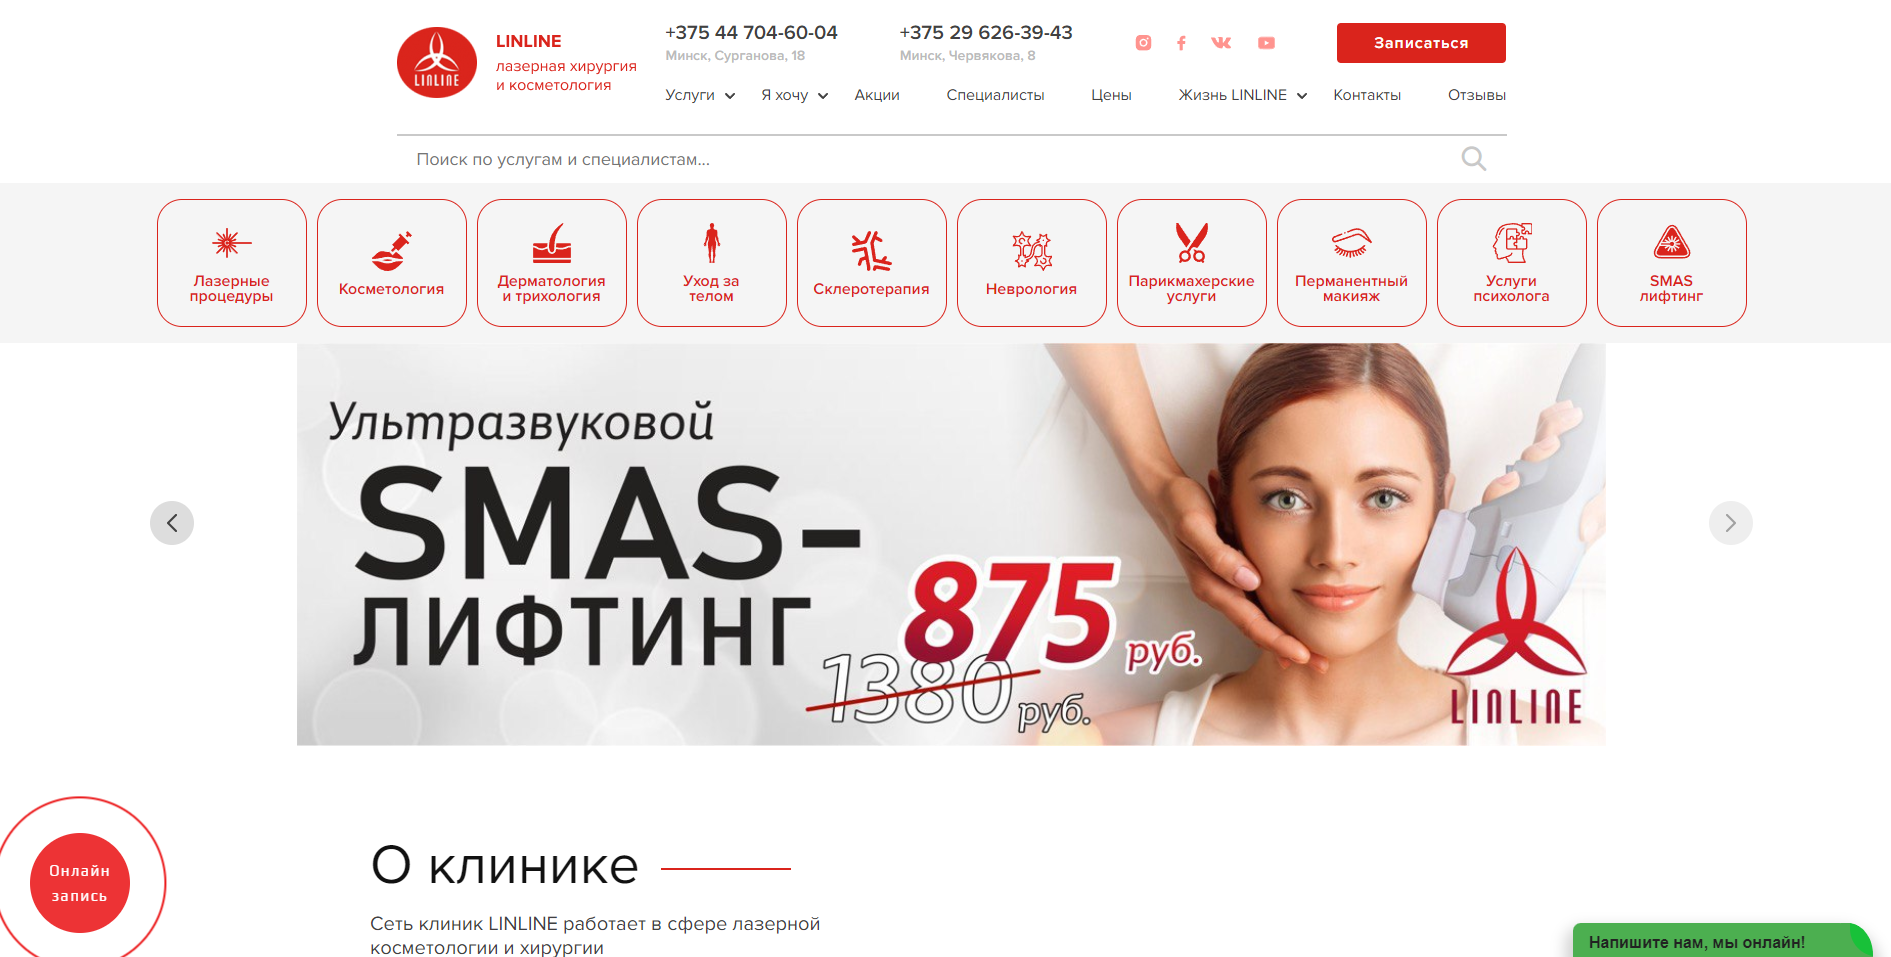 LINLINE
LINLINE
лазерная хирургия
и косметология
+375 44 704-60-04
Минск, Сурганова, 18
+375 29 626-39-43
Минск, Червякова, 8
Записаться
Услуги
Я хочу
Акции
Специалисты
Цены
Жизнь LINLINE
Контакты
Отзывы
Поиск по услугам и специалистам...
Лазерные
процедуры
Косметология
Дерматология
и трихология
Уход за
телом
Склеротерапия
Неврология
Парикмахерские
услуги
Перманентный
макияж
Услуги
психолога
SMAS
лифтинг
Ультразвуковой
SMAS-
ЛИФТИНГ
875 руб.
1380 руб.
LINLINE
О клинике
Онлайн
запись
Сеть клиник LINLINE работает в сфере лазерной
косметологии и хирургии
Напишите нам, мы онлайн!